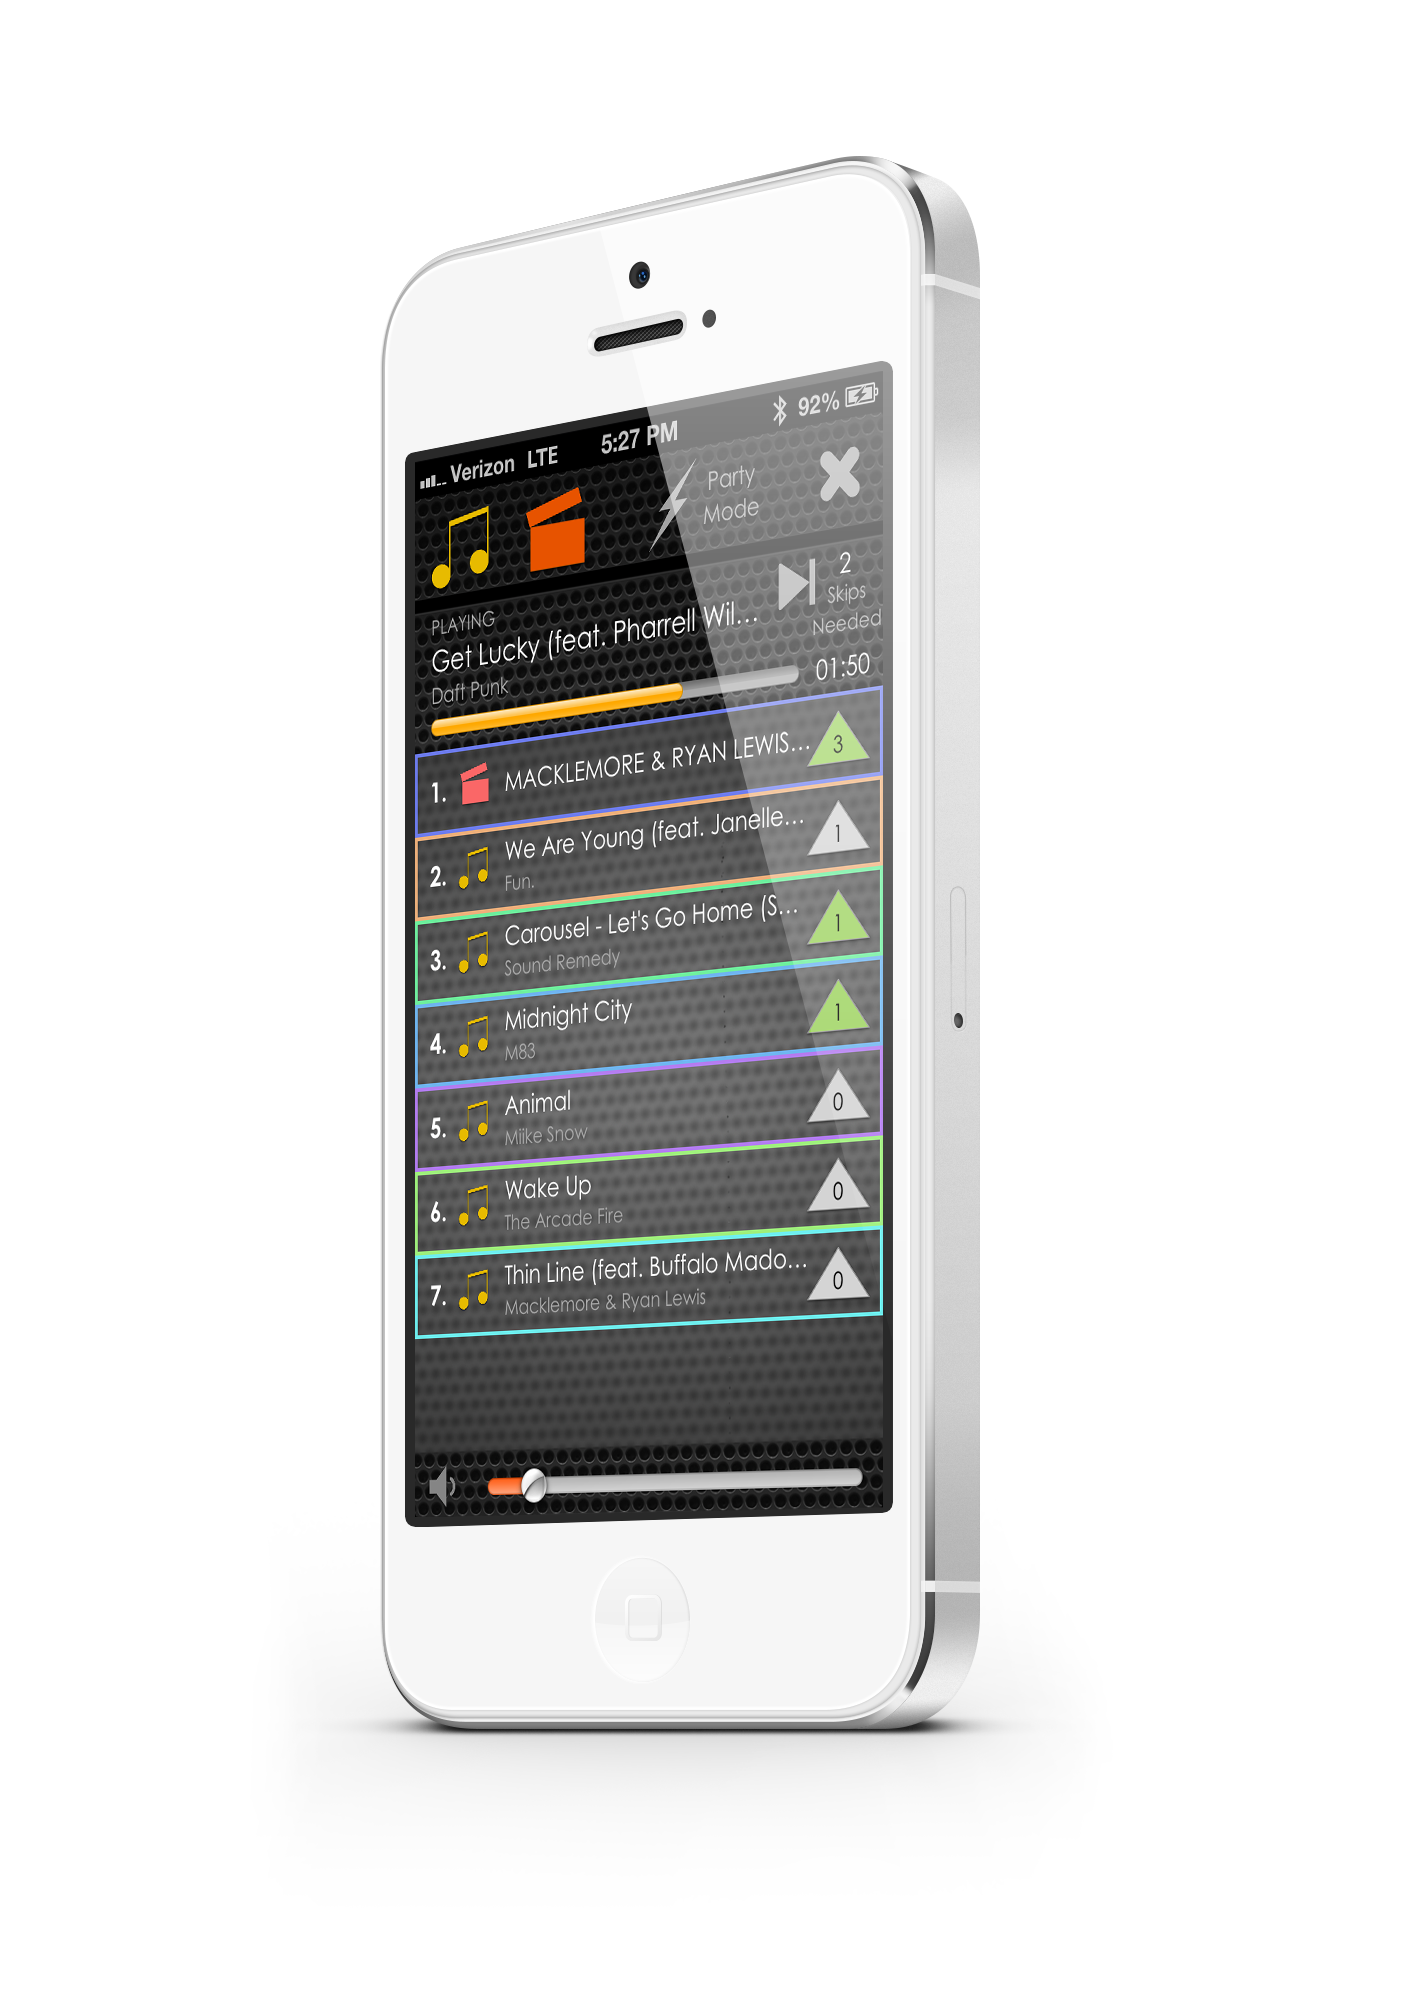 Verizon LTE 5:27 PM 92%
Party
Mode
PLAYING
Get Lucky (feat. Pharrell Wil...
Daft Punk
2
Skips
Needed
01:50
1. MACKLEMORE & RYAN LEWIS... 3
2. We Are Young (feat. Janelle... 1
Fun.
3. Carousel - Let's Go Home (S... 1
Sound Remedy
4. Midnight City 1
M83
5. Animal 0
Miike Snow
6. Wake Up 0
The Arcade Fire
7. Thin Line (feat. Buffalo Mado... 0
Macklemore & Ryan Lewis